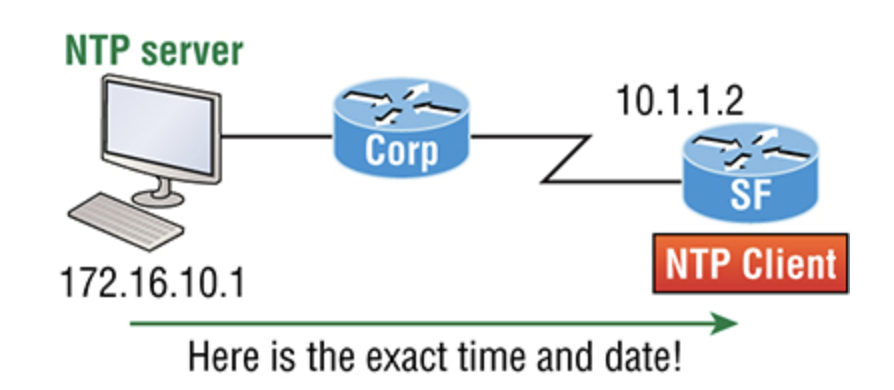 NTP server
Corp
10.1.1.2
SF
NTP Client
172.16.10.1
Here is the exact time and date!